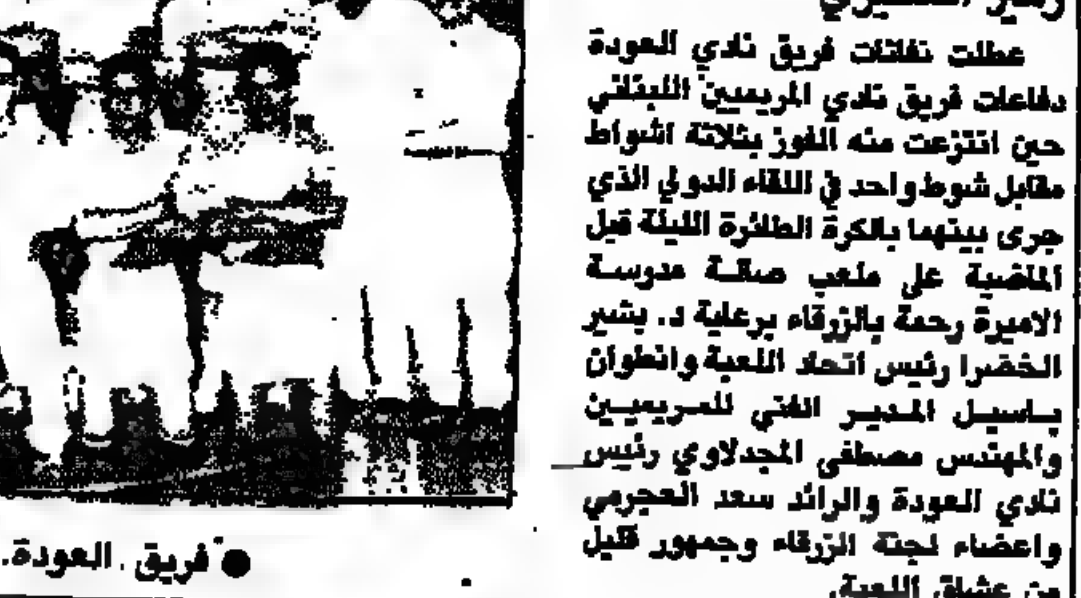 عطلت نفاثات فريق نادي العودة
دفاعات فريق نادي المريميين اللبناني
حين انتزعت منه الفوز بثلاثة اشواط
مقابل شوط واحد في اللقاء الدولي الذي
جرى بينهما بالكرة الطائرة الليلة قبل
الماضية على ملعب صالة مدرسة
الاميرة رحمة بالزرقاء برعاية د. بشير
الخضرا رئيس اتحاد اللعبة وانطوان
باسيل المدير الفني للمريميين
والمهندس مصطفى المجدلاوي رئيس
نادي العودة والرائد سعد العجرمي
واعضاء لجنة الزرقاء وجمهور قليل
من عشاق اللعبة.
● فريق العودة.